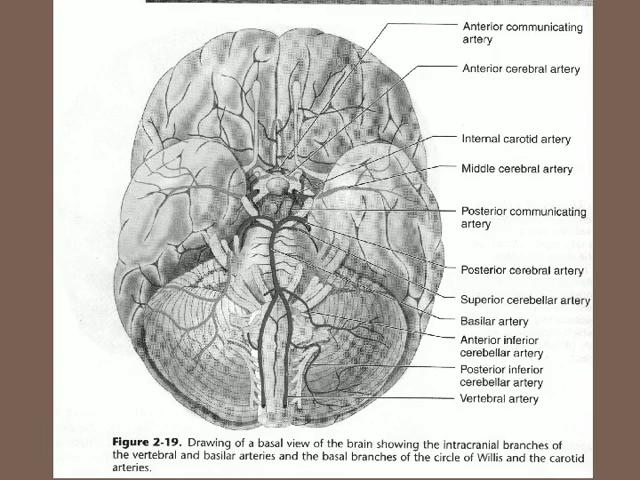 Anterior communicating
artery
Anterior cerebral artery
Internal carotid artery
Middle cerebral artery
Posterior communicating
artery
Posterior cerebral artery
Superior cerebellar artery
Basilar artery
Anterior inferior
cerebellar artery
Posterior inferior
cerebellar artery
Vertebral artery
Figure 2-19. Drawing of a basal view of the brain showing the intracranial branches of
the vertebral and basilar arteries and the basal branches of the circle of Willis and the carotid
arteries.